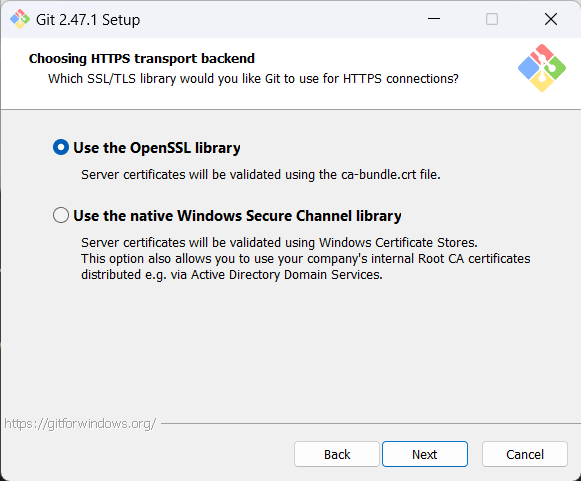 Git 2.47.1 Setup
Choosing HTTPS transport backend
Which SSL/TLS library would you like Git to use for HTTPS connections?
Use the OpenSSL library
Server certificates will be validated using the ca-bundle.crt file.
Use the native Windows Secure Channel library
Server certificates will be validated using Windows Certificate Stores.
This option also allows you to use your company's internal Root CA certificates
distributed e.g. via Active Directory Domain Services.
https://gitforwindows.org/
Back Next Cancel